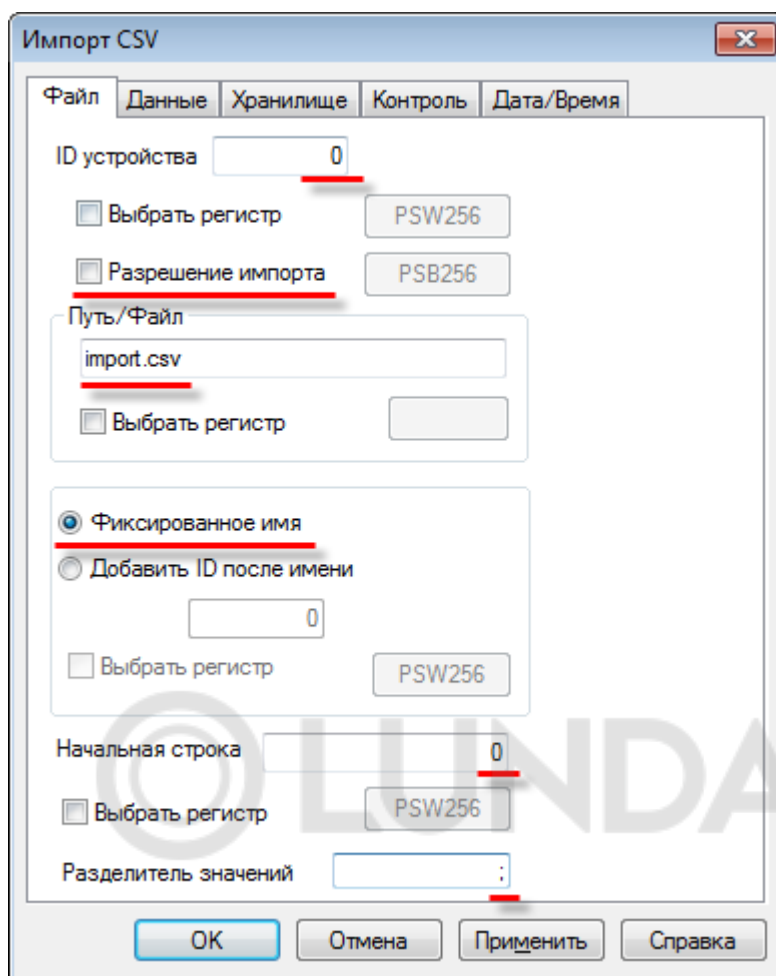 Импорт CSV
Файл Данные Хранилище Контроль Дата/Время
ID устройства 0
Выбрать регистр PSW256
Разрешение импорта PSB256
Путь/Файл
import.csv
Выбрать регистр
Фиксированное имя
Добавить ID после имени
0
Выбрать регистр PSW256
LUNDA
Начальная строка 0
Выбрать регистр PSW256
Разделитель значений ;
OK Отмена Применить Справка